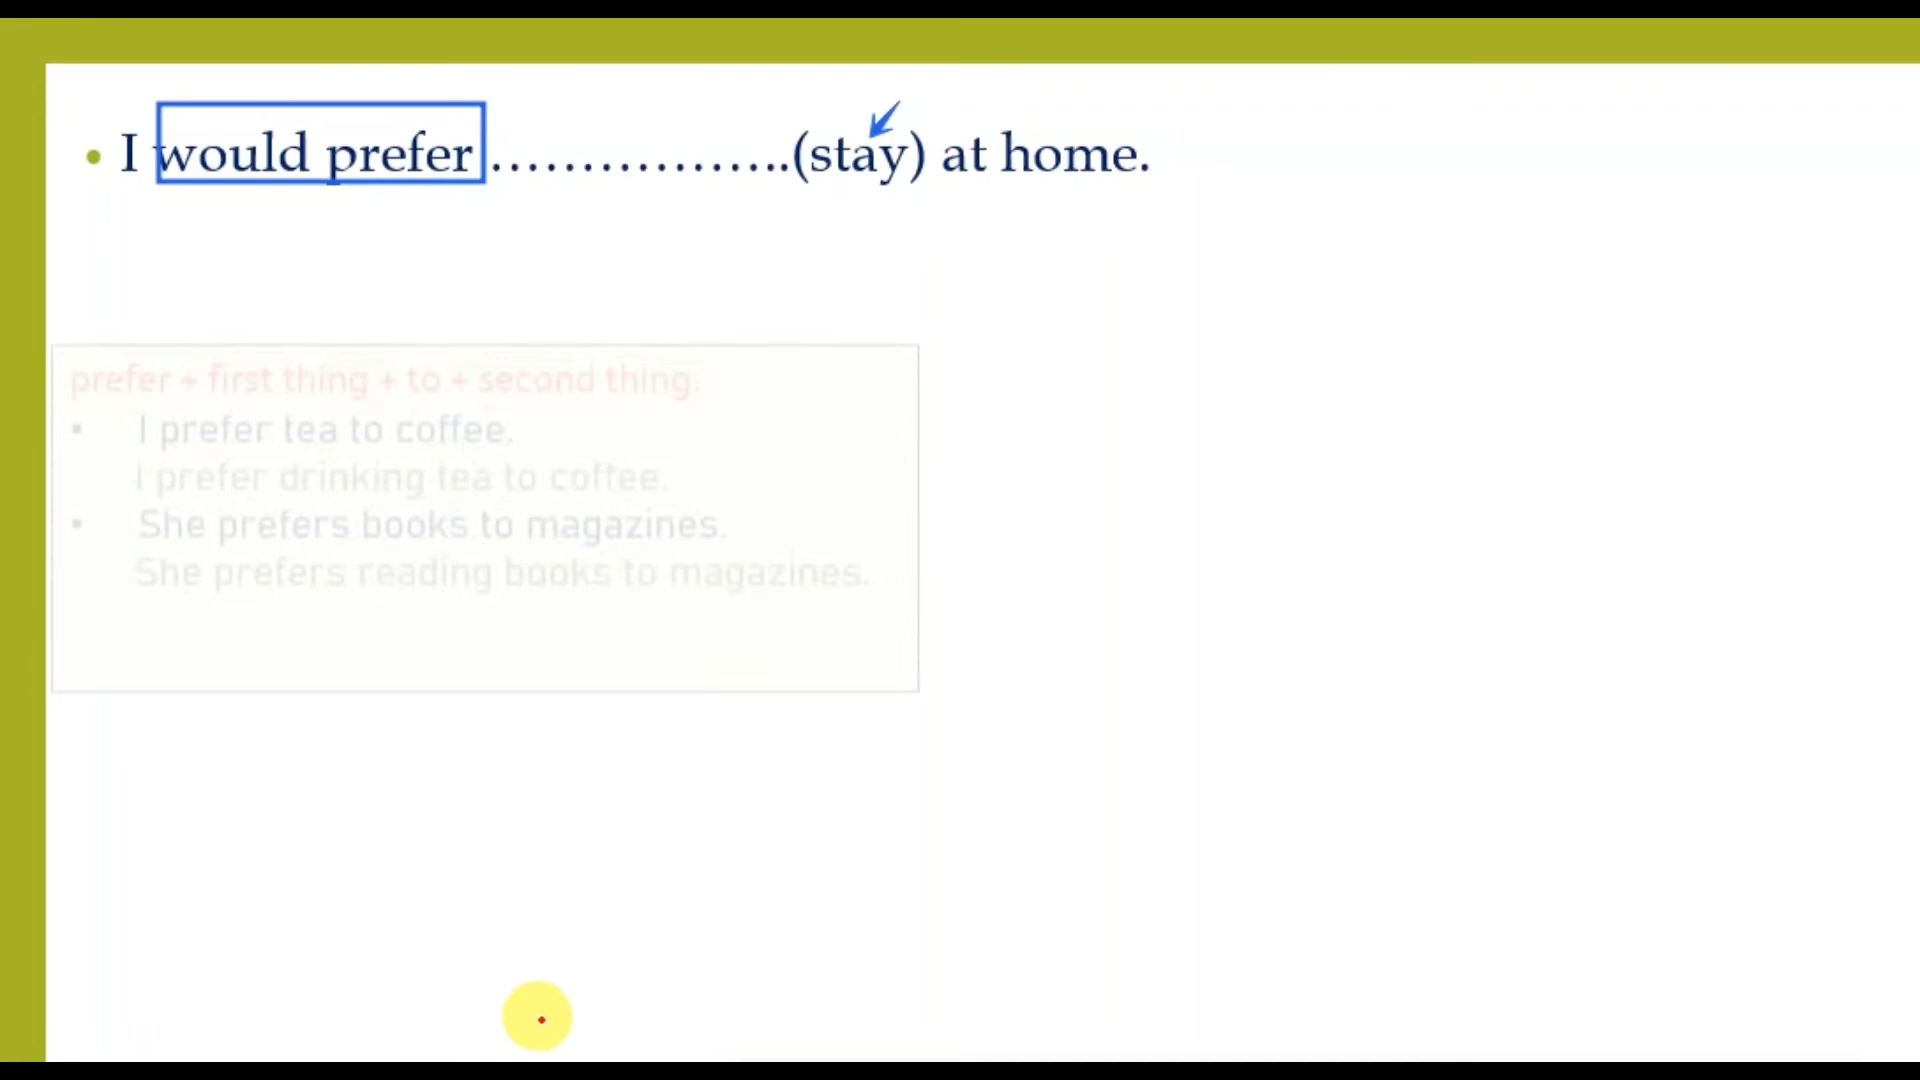 • I would prefer ……………..(stay) at home.
prefer + first thing + to + second thing.
• I prefer tea to coffee.
I prefer drinking tea to coffee.
• She prefers books to magazines.
She prefers reading books to magazines.